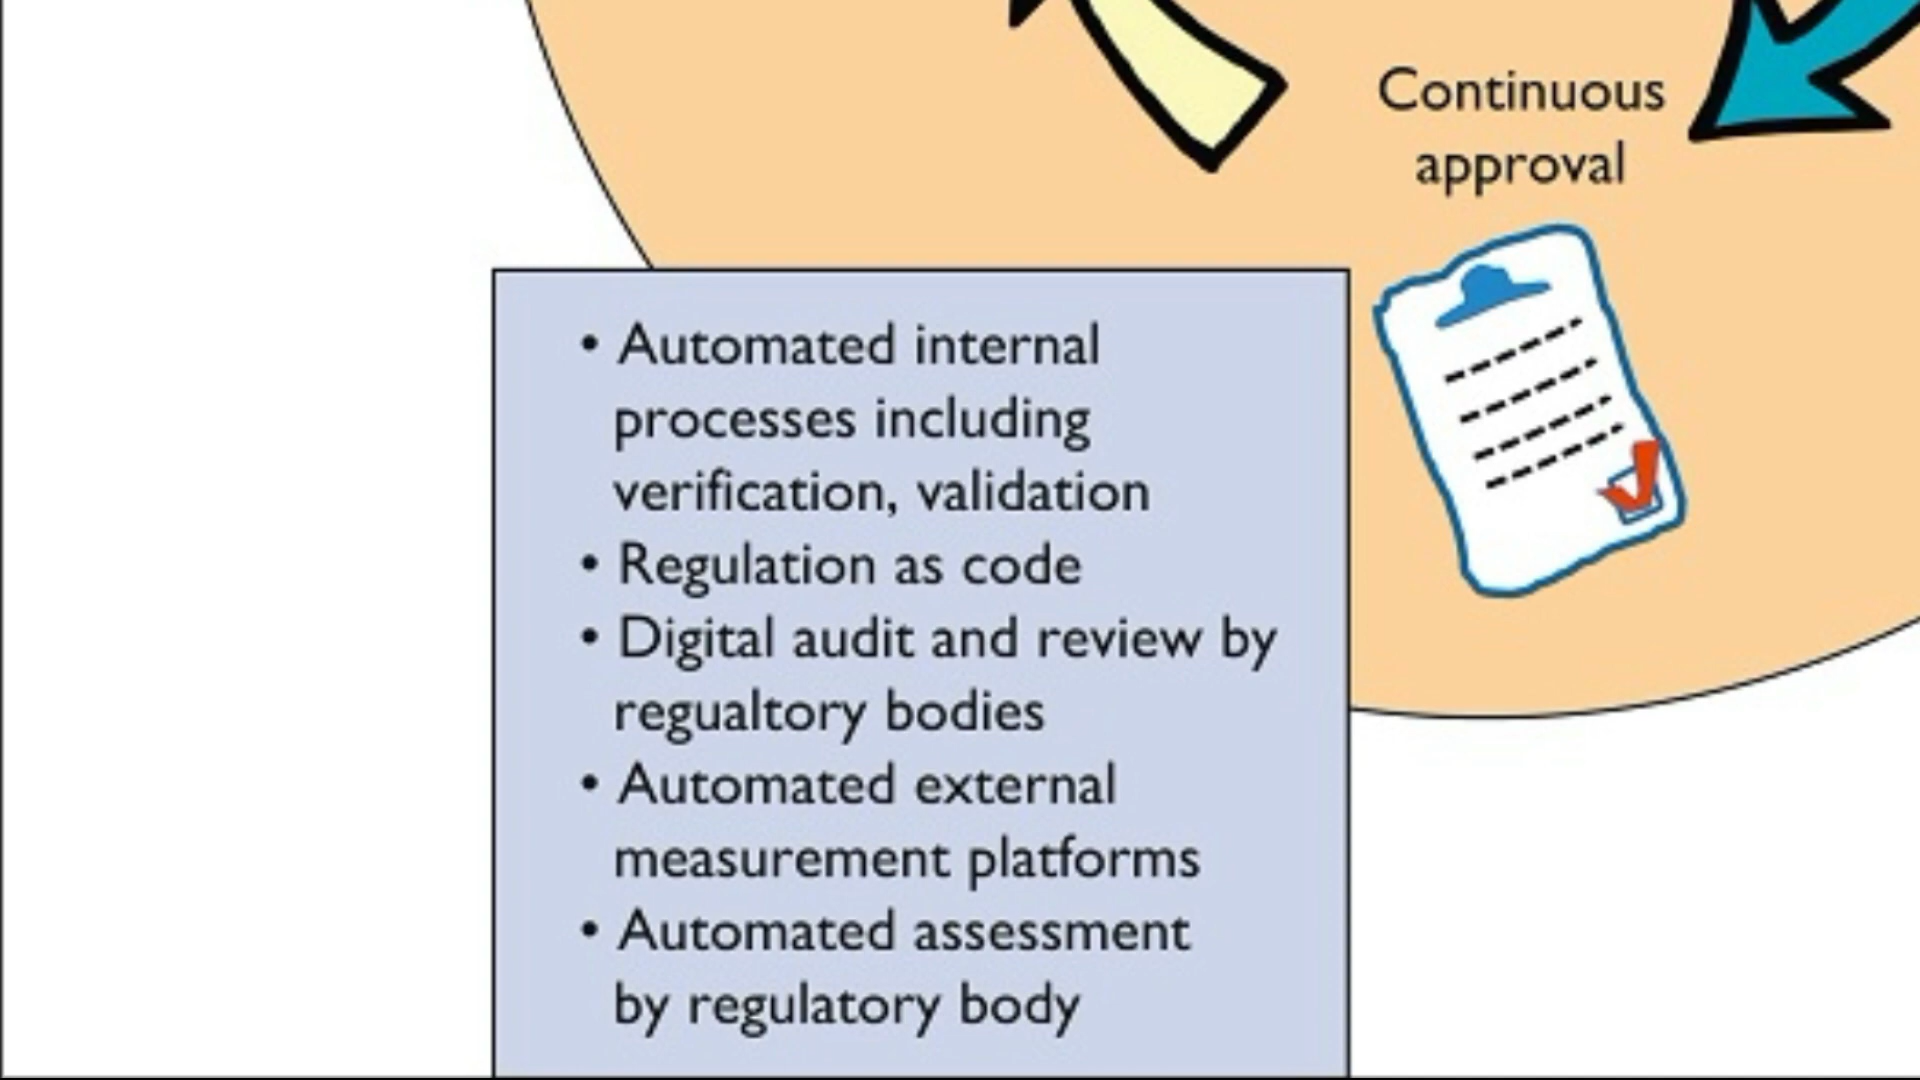 Continuous
approval
• Automated internal
processes including
verification, validation
• Regulation as code
• Digital audit and review by
regualtory bodies
• Automated external
measurement platforms
• Automated assessment
by regulatory body